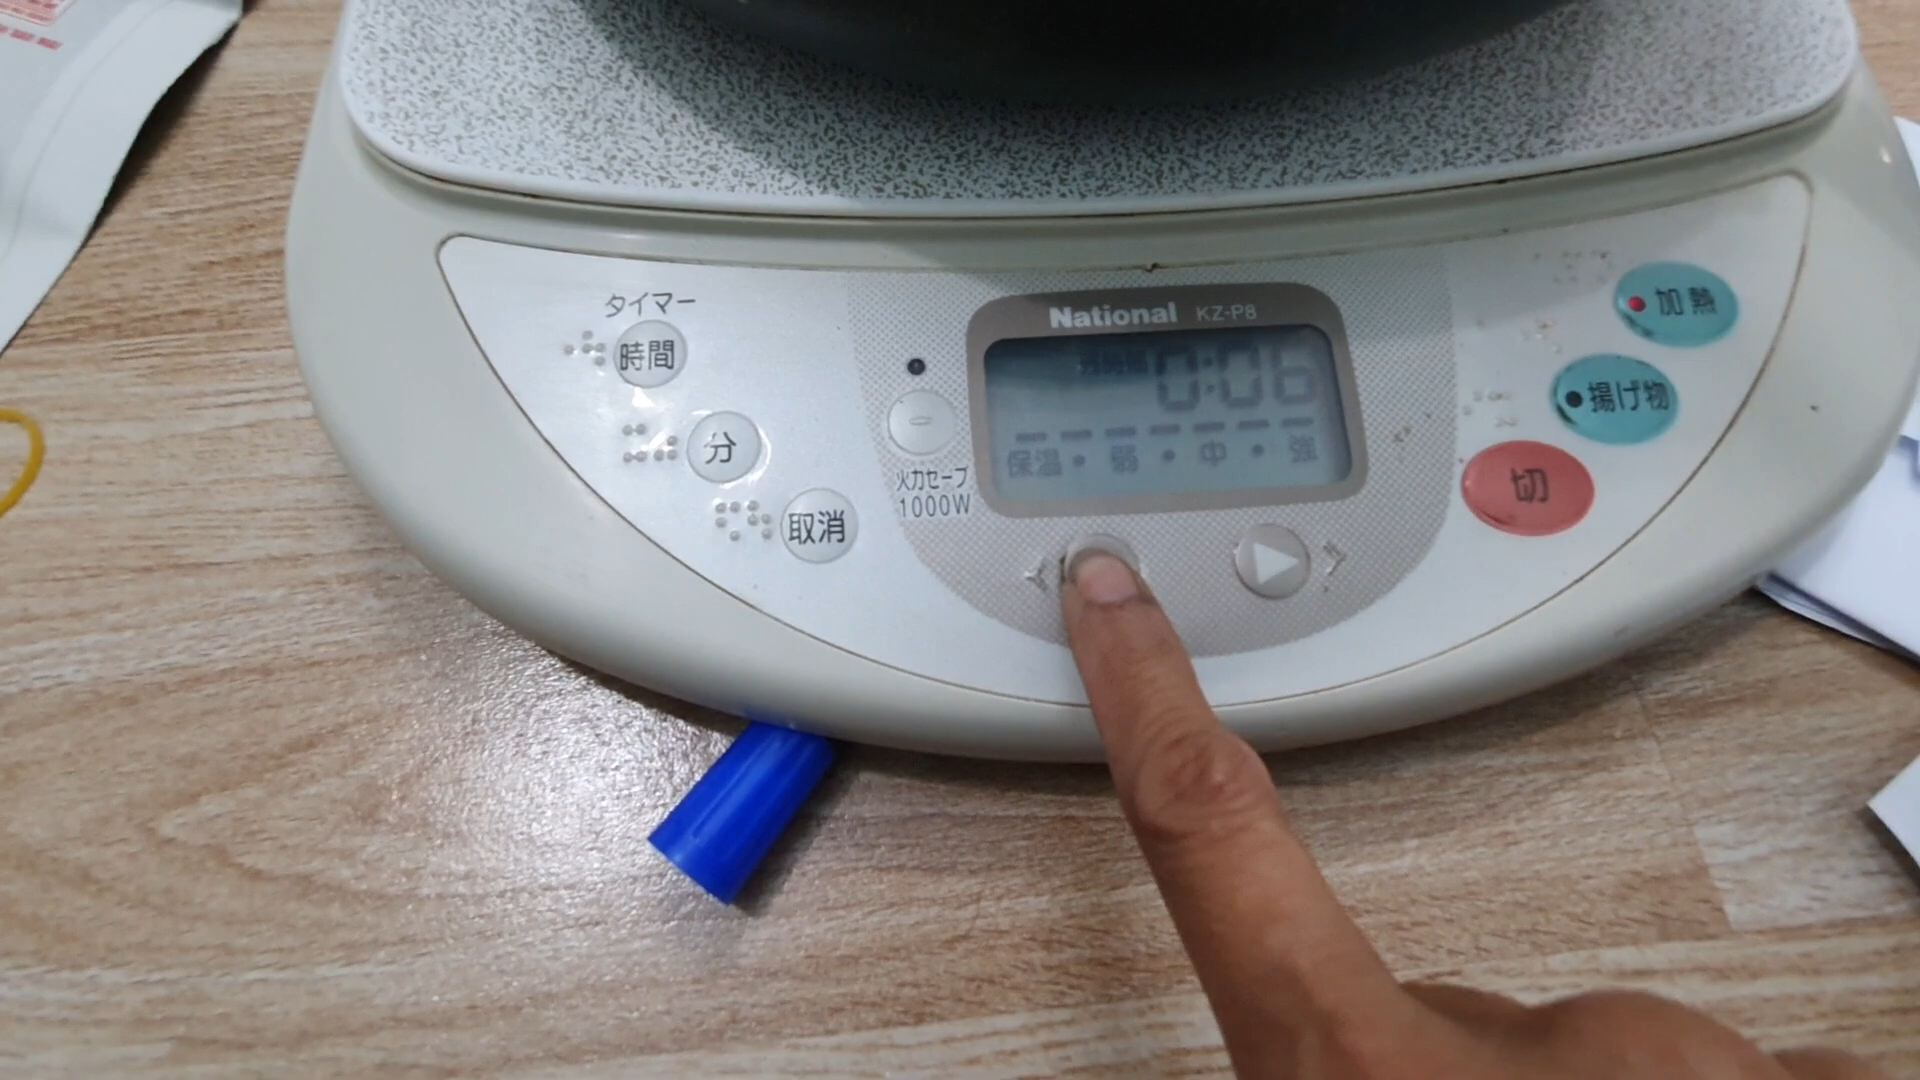 タイマー
時間
分
取消
火力セーブ
1000W
National KZ-P8
0:06
保温・弱・中・強
加熱
揚げ物
切